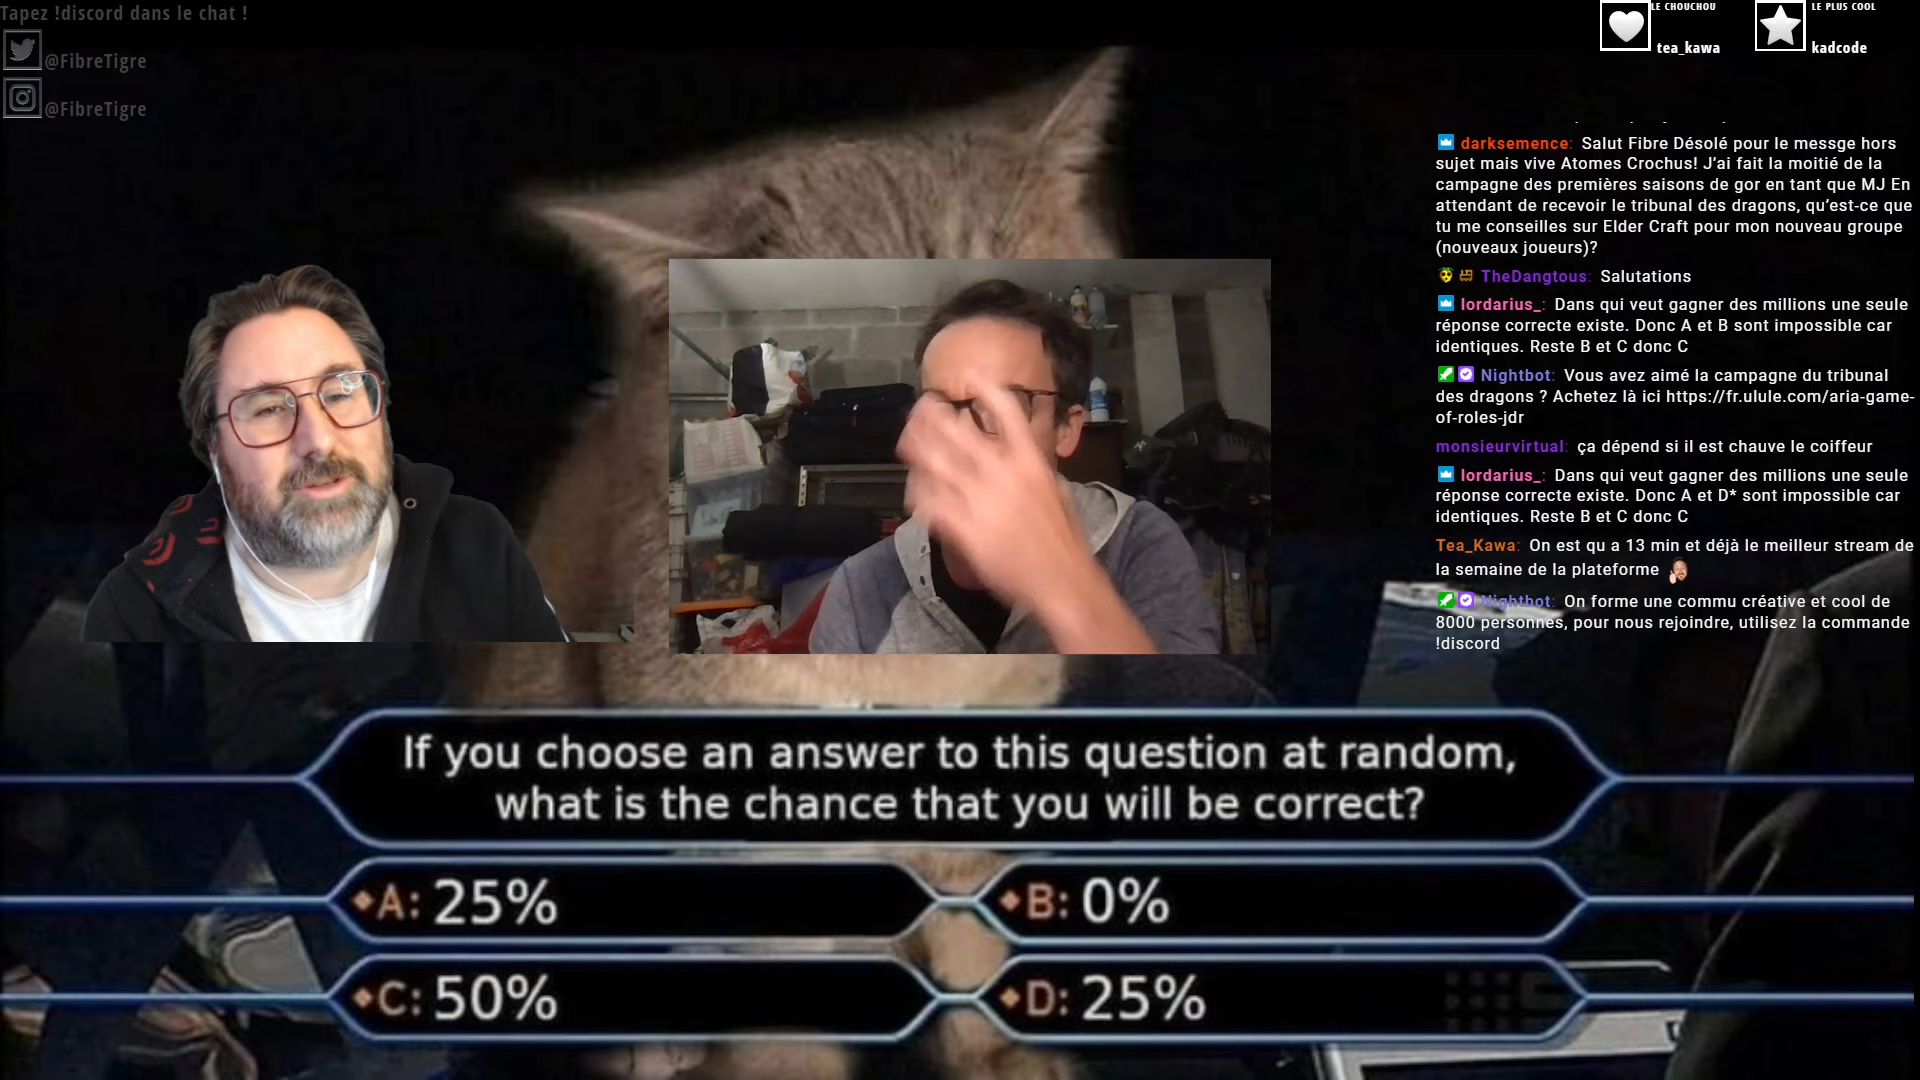 Tapez !discord dans le chat !
@FibreTigre
@FibreTigre
LE CHOUCHOU
tea_kawa
LE PLUS COOL
kadcode
darksemence: Salut Fibre Désolé pour le messge hors
sujet mais vive Atomes Crochus! J'ai fait la moitié de la
campagne des premières saisons de gor en tant que MJ En
attendant de recevoir le tribunal des dragons, qu'est-ce que
tu me conseilles sur Elder Craft pour mon nouveau groupe
(nouveaux joueurs)?
TheDangtous: Salutations
lordarius_: Dans qui veut gagner des millions une seule
réponse correcte existe. Donc A et B sont impossible car
identiques. Reste B et C donc C
Nightbot: Vous avez aimé la campagne du tribunal
des dragons ? Achetez là ici https://fr.ulule.com/aria-game-
of-roles-jdr
monsieurvirtual: ça dépend si il est chauve le coiffeur
lordarius_: Dans qui veut gagner des millions une seule
réponse correcte existe. Donc A et D* sont impossible car
identiques. Reste B et C donc C
Tea_Kawa: On est qu a 13 min et déjà le meilleur stream de
la semaine de la plateforme
Nightbot: On forme une commu créative et cool de
8000 personnes, pour nous rejoindre, utilisez la commande
!discord
If you choose an answer to this question at random,
what is the chance that you will be correct?
A: 25%
B: 0%
C: 50%
D: 25%